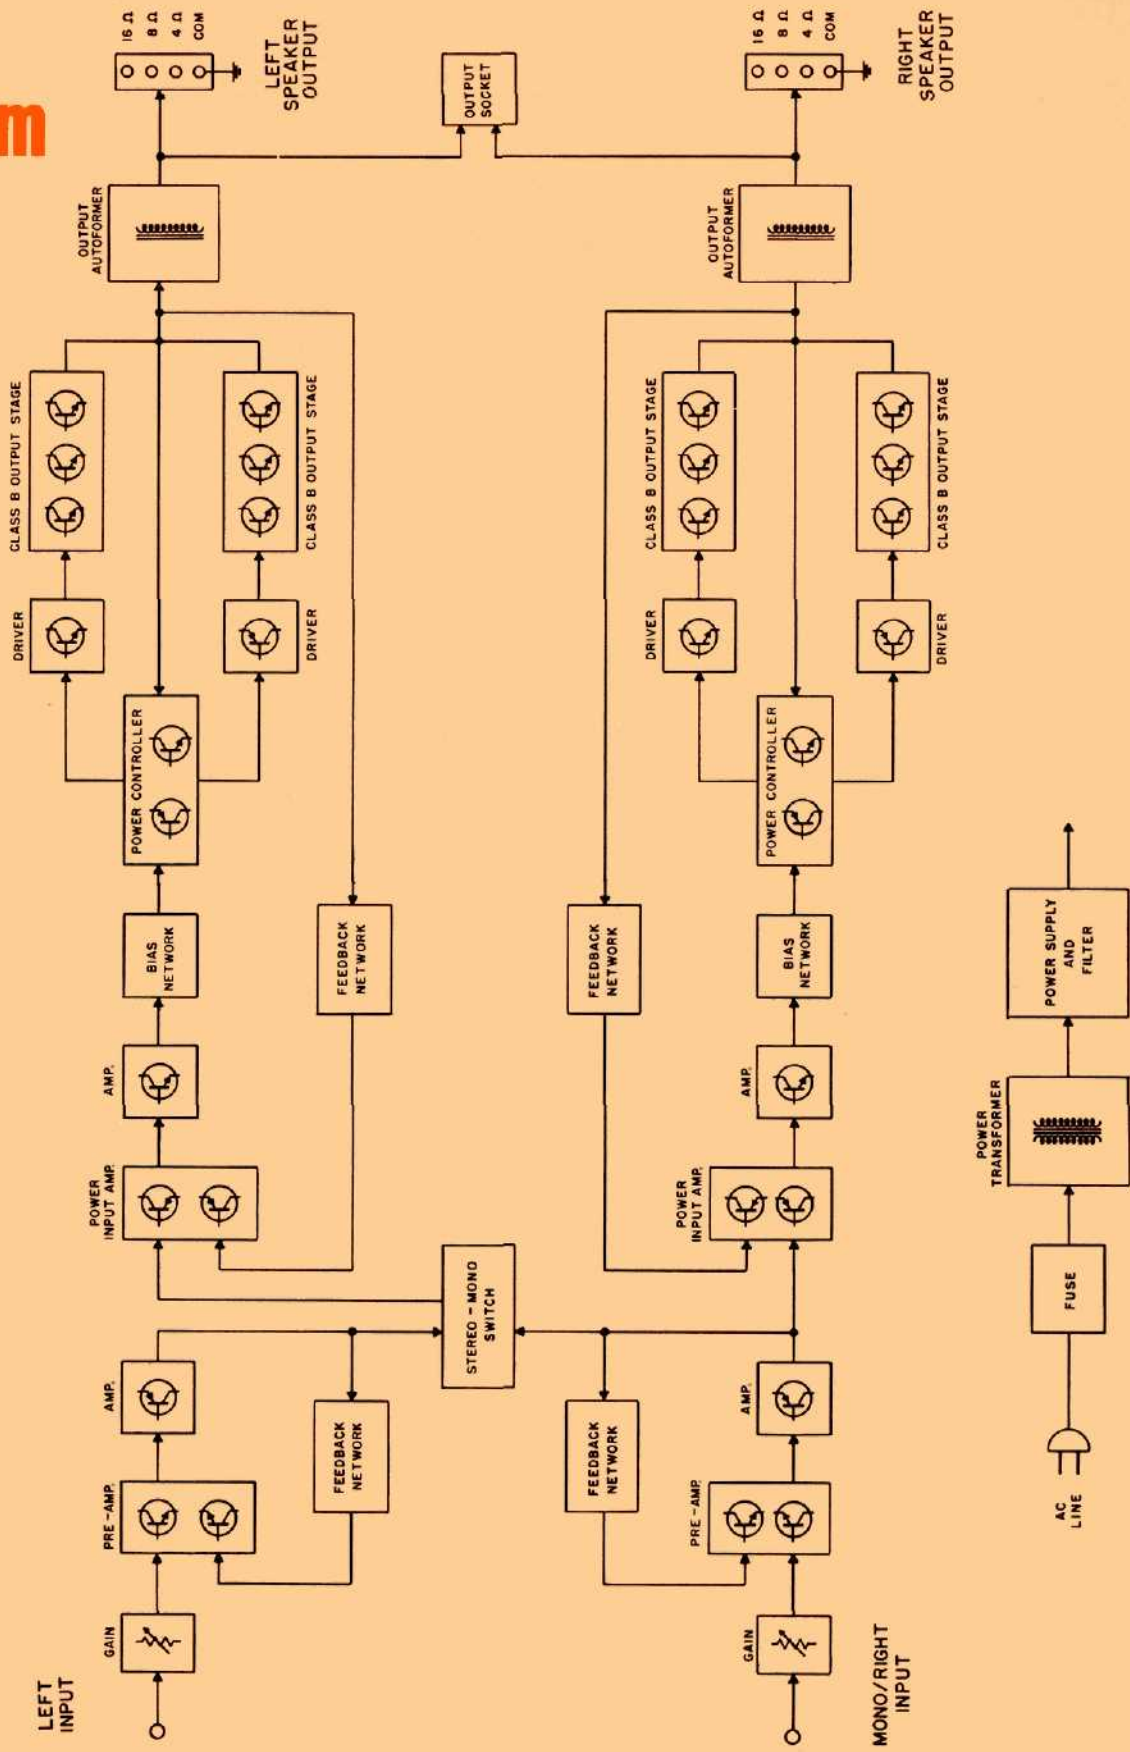 m
LEFT
INPUT
GAIN
PRE-AMP.
AMP.
FEEDBACK
NETWORK
POWER
INPUT AMP.
AMP.
BIAS
NETWORK
FEEDBACK
NETWORK
POWER CONTROLLER
DRIVER
DRIVER
CLASS B OUTPUT STAGE
CLASS B OUTPUT STAGE
OUTPUT
AUTOFORMER
16 Ω
8 Ω
4 Ω
COM
LEFT
SPEAKER
OUTPUT
STEREO-MONO
SWITCH
OUTPUT
SOCKET
MONO/RIGHT
INPUT
GAIN
PRE-AMP.
AMP.
FEEDBACK
NETWORK
POWER
INPUT AMP.
AMP.
BIAS
NETWORK
FEEDBACK
NETWORK
POWER CONTROLLER
DRIVER
DRIVER
CLASS B OUTPUT STAGE
CLASS B OUTPUT STAGE
OUTPUT
AUTOFORMER
16 Ω
8 Ω
4 Ω
COM
RIGHT
SPEAKER
OUTPUT
AC
LINE
FUSE
POWER
TRANSFORMER
POWER SUPPLY
AND
FILTER